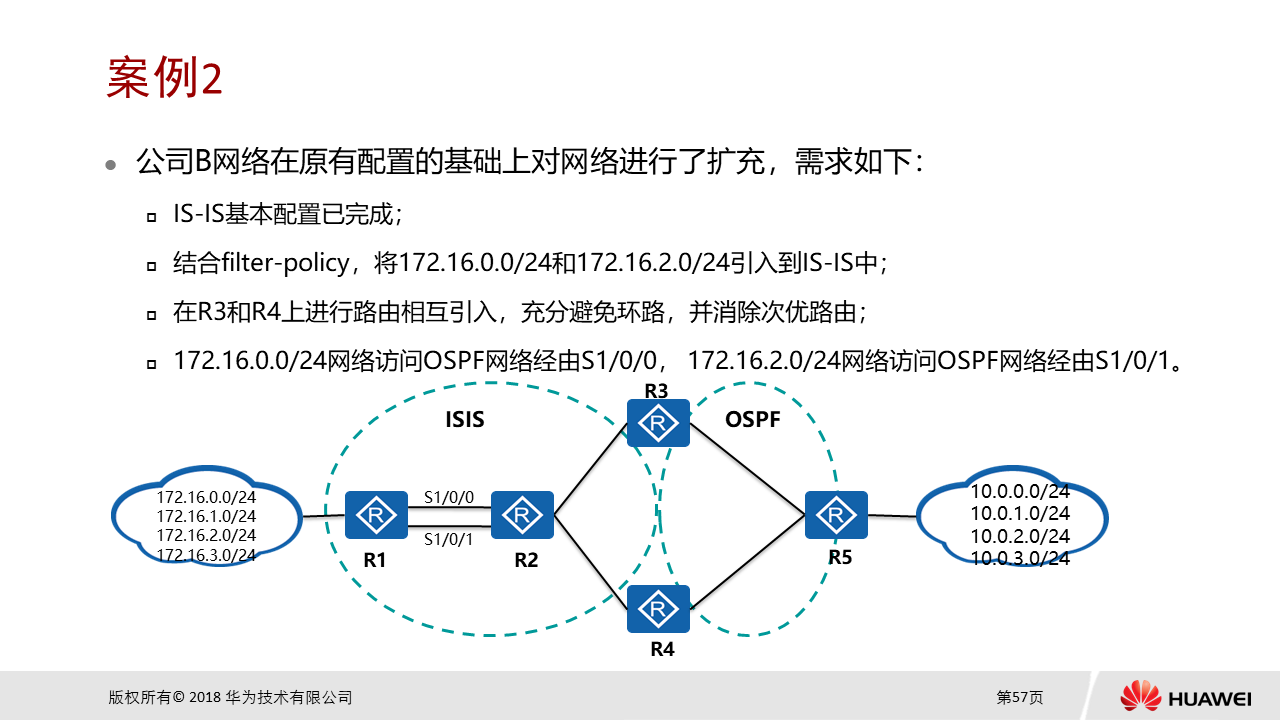 案例2
公司B网络在原有配置的基础上对网络进行了扩充，需求如下：
IS-IS基本配置已完成；
结合filter-policy，将172.16.0.0/24和172.16.2.0/24引入到IS-IS中；
在R3和R4上进行路由相互引入，充分避免环路，并消除次优路由；
172.16.0.0/24网络访问OSPF网络经由S1/0/0， 172.16.2.0/24网络访问OSPF网络经由S1/0/1。
R3
ISIS
OSPF
172.16.0.0/24
172.16.1.0/24
172.16.2.0/24
172.16.3.0/24
R
R1
S1/0/0
S1/0/1
R
R2
R
R
R4
R
R5
10.0.0.0/24
10.0.1.0/24
10.0.2.0/24
10.0.3.0/24
版权所有© 2018 华为技术有限公司
第57页
HUAWEI